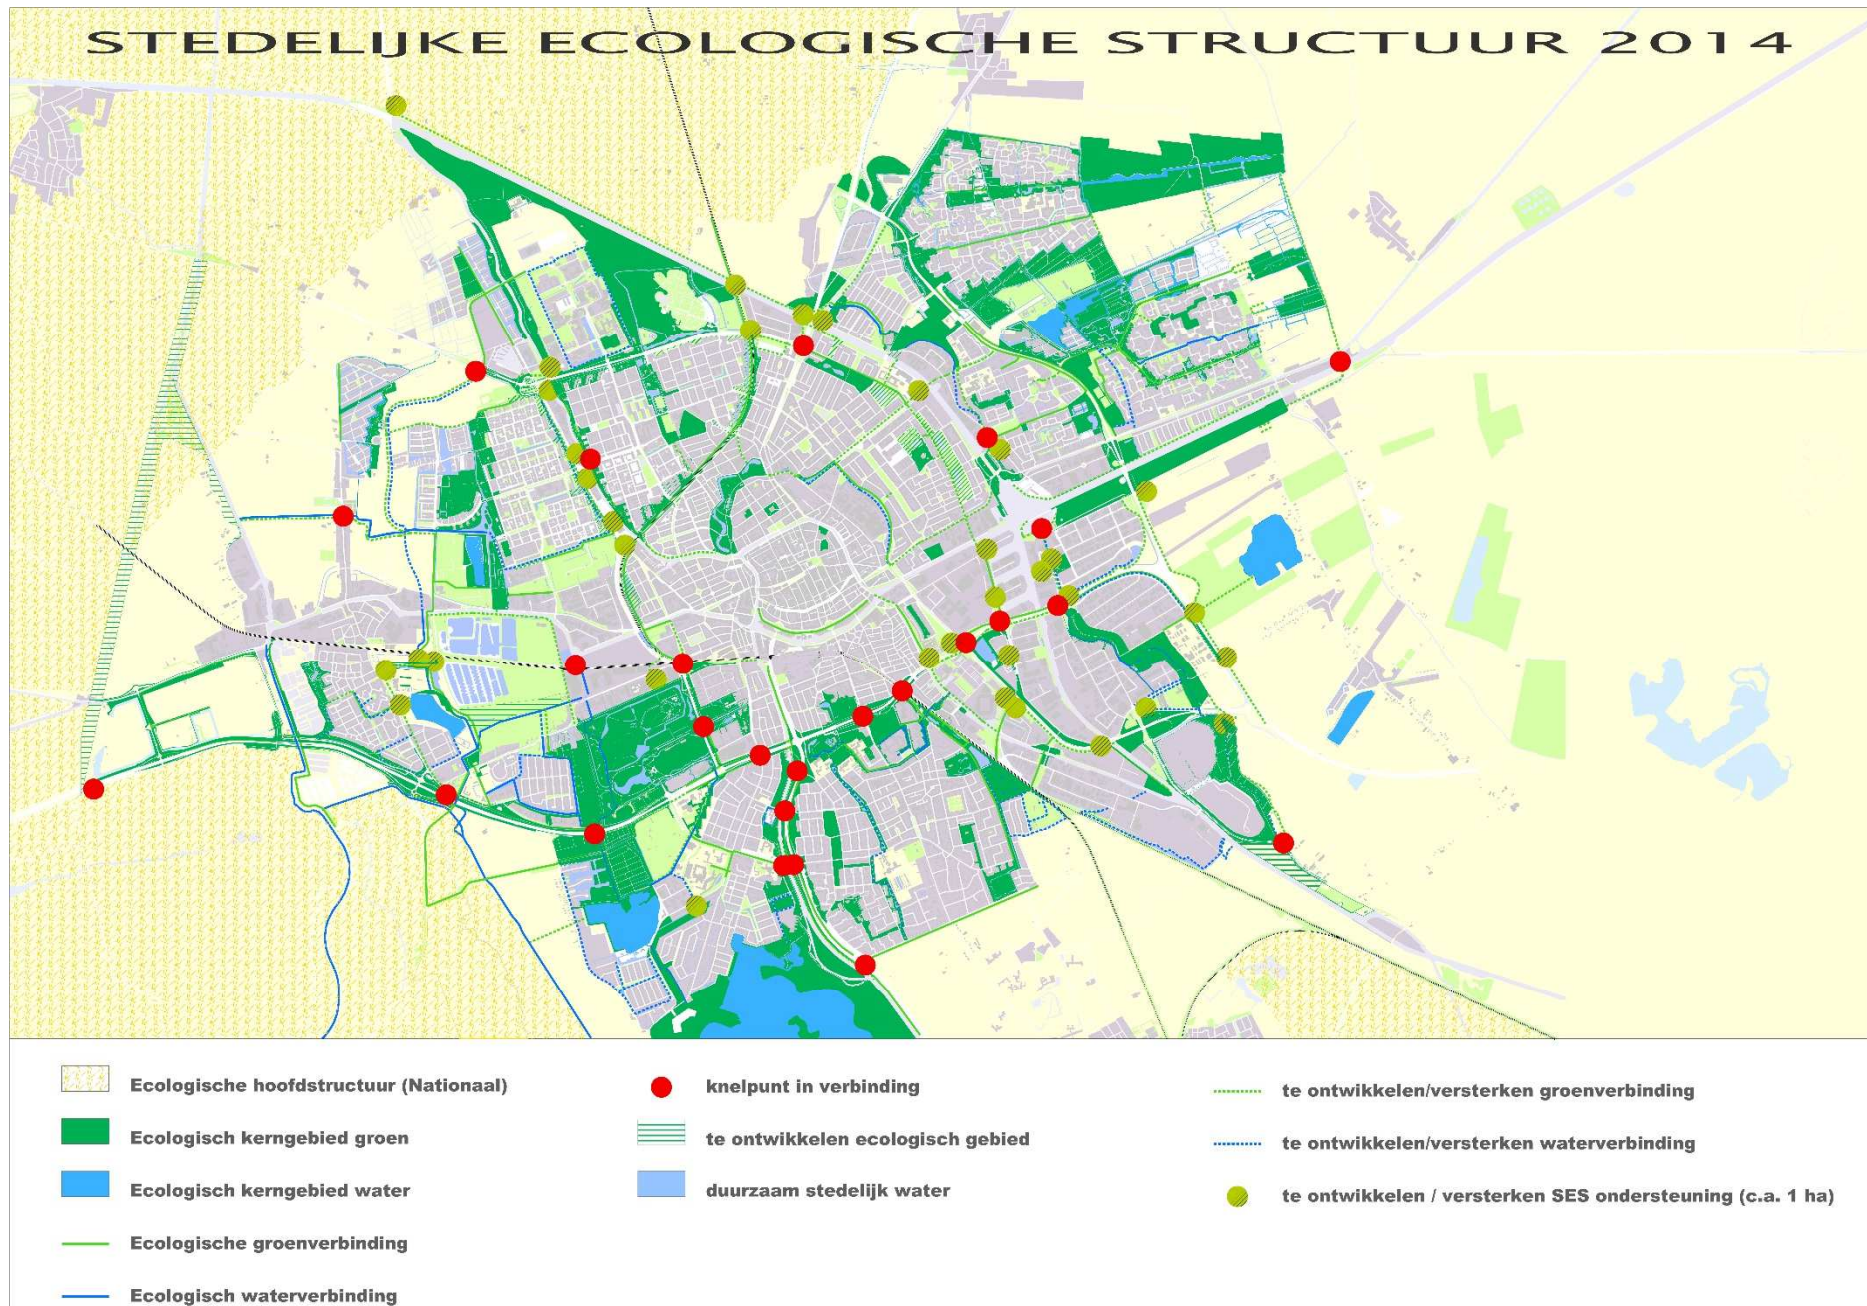 STEDELIJKE ECOLOGISCHE STRUCTUUR 2014
Ecologische hoofdstructuur (Nationaal)
Ecologisch kerngebied groen
Ecologisch kerngebied water
Ecologische groenverbinding
Ecologisch waterverbinding
knelpunt in verbinding
te ontwikkelen ecologisch gebied
duurzaam stedelijk water
te ontwikkelen/versterken groenverbinding
te ontwikkelen/versterken waterverbinding
te ontwikkelen / versterken SES ondersteuning (c.a. 1 ha)